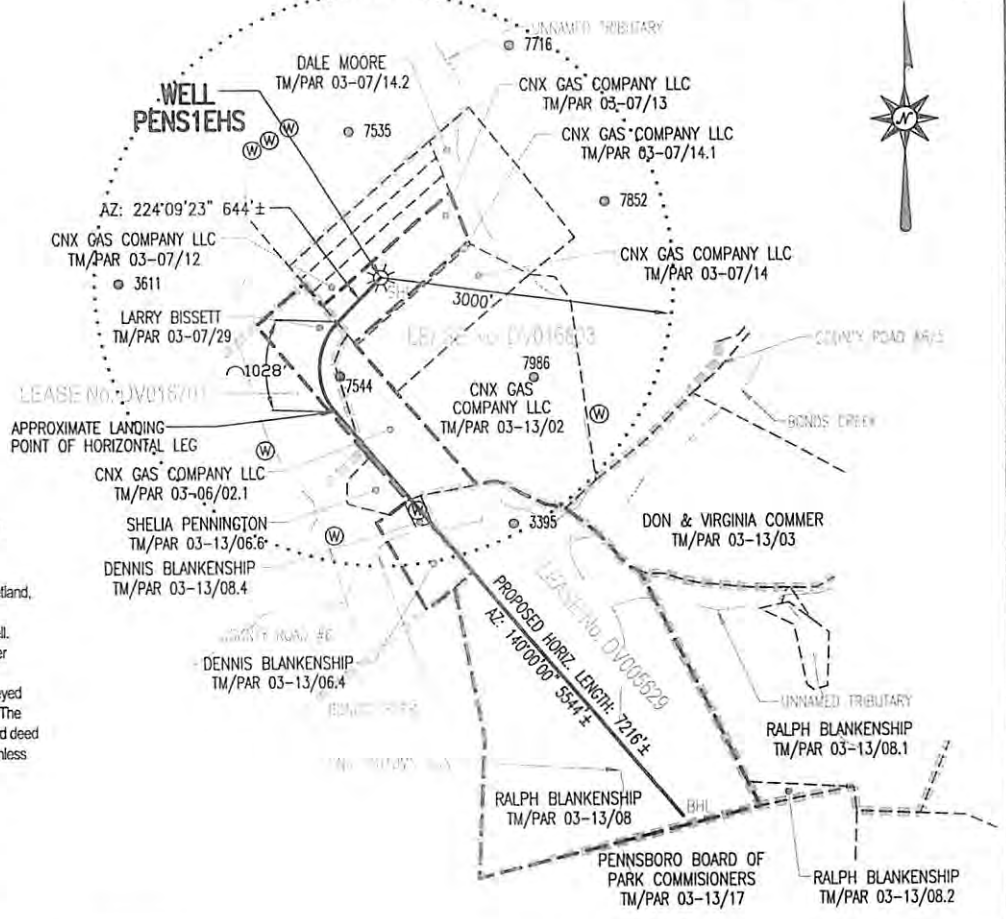 UNNAMED TRIBUTARY
7716
DALE MOORE
TM/PAR 03-07/14.2
CNX GAS COMPANY LLC
TM/PAR 03-07/13
WELL
PENS1EHS
W
W
W
7535
CNX GAS COMPANY LLC
TM/PAR 03-07/14.1
N
7852
AZ: 224°09'23" 644'±
CNX GAS COMPANY LLC
TM/PAR 03-07/12
CNX GAS COMPANY LLC
TM/PAR 03-07/14
3611
3000'
LARRY BISSETT
TM/PAR 03-07/29
LEASE No. DV016803
COUNTY ROAD #6/5
1028'
7544
7986
LEASE No. DV016701
CNX GAS
COMPANY LLC
TM/PAR 03-13/02
W
BONDS CREEK
APPROXIMATE LANDING
POINT OF HORIZONTAL LEG
W
CNX GAS COMPANY LLC
TM/PAR 03-06/02.1
SHELIA PENNINGTON
TM/PAR 03-13/06.6
W
W
3395
DON & VIRGINIA COMMER
TM/PAR 03-13/03
DENNIS BLANKENSHIP
TM/PAR 03-13/08.4
PROPOSED HORIZ. LENGTH: 7216'±
AZ: 140°00'00" 5544'±
LEASE No. DV005629
COUNTY ROAD #6
DENNIS BLANKENSHIP
TM/PAR 03-13/06.4
UNNAMED TRIBUTARY
RALPH BLANKENSHIP
TM/PAR 03-13/08.1
RALPH BLANKENSHIP
TM/PAR 03-13/08
BHL
PENNSBORO BOARD OF
PARK COMMISIONERS
TM/PAR 03-13/17
RALPH BLANKENSHIP
TM/PAR 03-13/08.2
The
d deed